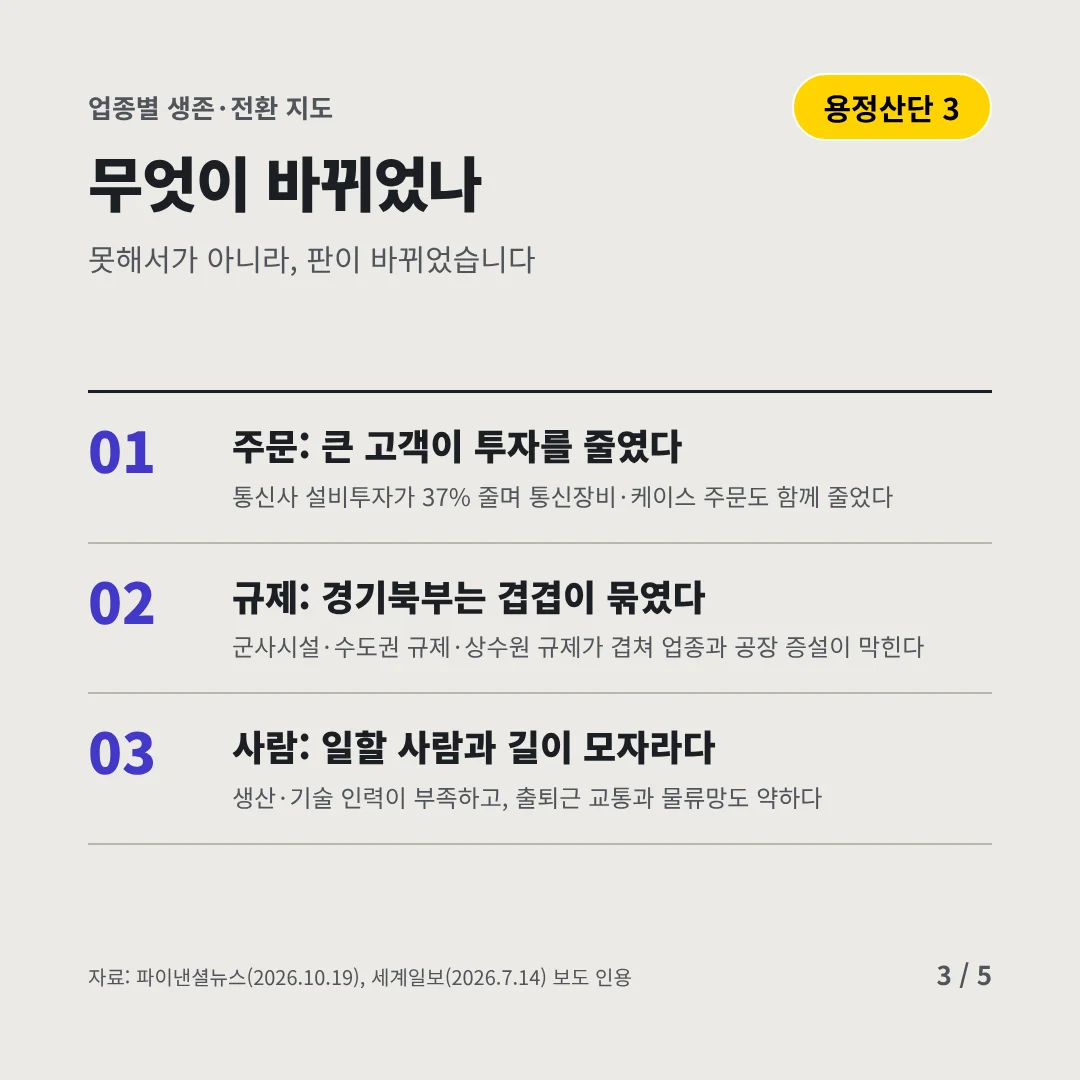 업종별 생존·전환 지도
용정산단 3
무엇이 바뀌었나
못해서가 아니라, 판이 바뀌었습니다
01
주문: 큰 고객이 투자를 줄였다
통신사 설비투자가 37% 줄며 통신장비·케이스 주문도 함께 줄었다
02
규제: 경기북부는 겹겹이 묶였다
군사시설·수도권 규제·상수원 규제가 겹쳐 업종과 공장 증설이 막힌다
03
사람: 일할 사람과 길이 모자라다
생산·기술 인력이 부족하고, 출퇴근 교통과 물류망도 약하다
자료: 파이낸셜뉴스(2026.10.19), 세계일보(2026.7.14) 보도 인용
3 / 5